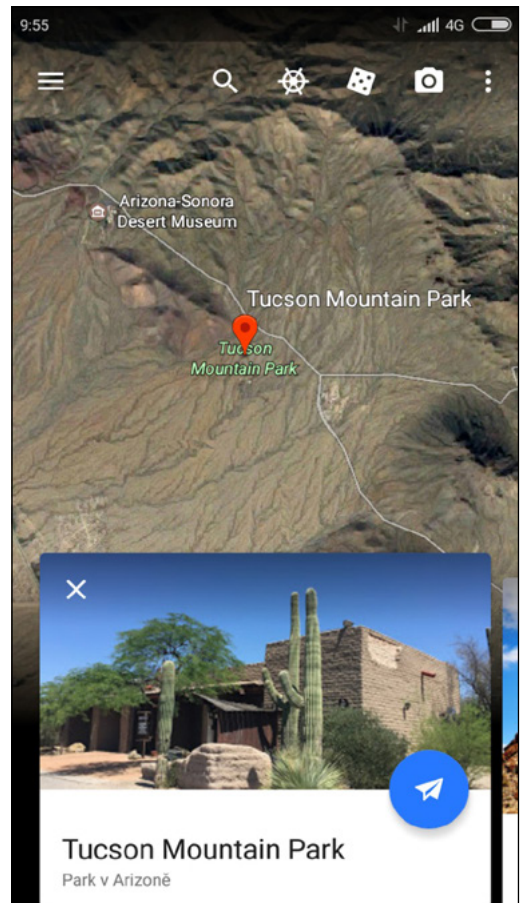 9:55
4G
Arizona-Sonora
Desert Museum
Tucson Mountain Park
Tucson
Mountain Park
Tucson Mountain Park
Park v Arizoně